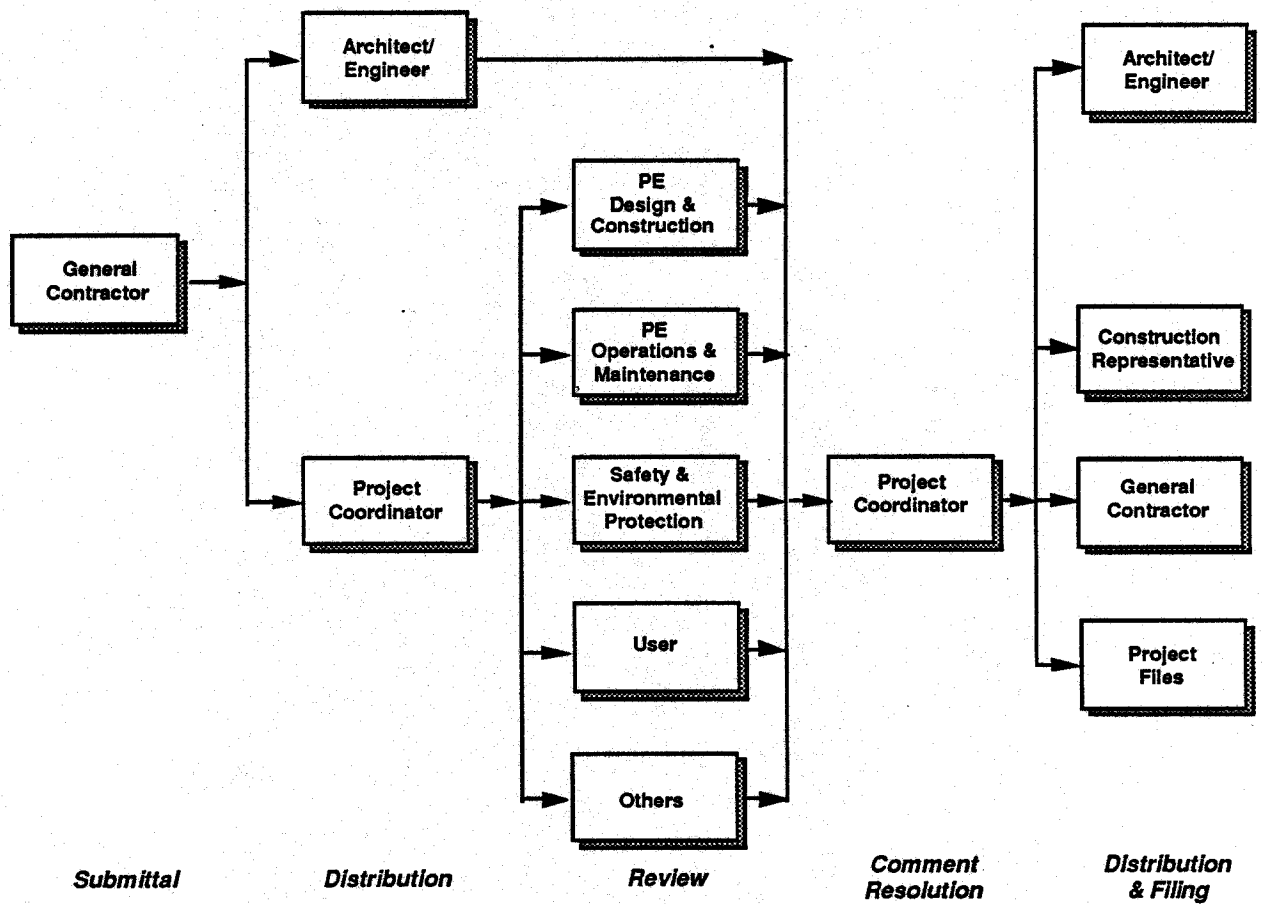 Architect/
Engineer
Architect/
Engineer
PE
Design &
Construction
General
Contractor
PE
Operations &
Maintenance
Construction
Representative
Project
Coordinator
Safety &
Environmental
Protection
Project
Coordinator
General
Contractor
User
Project
Files
Others
Submittal
Distribution
Review
Comment
Resolution
Distribution
& Filing